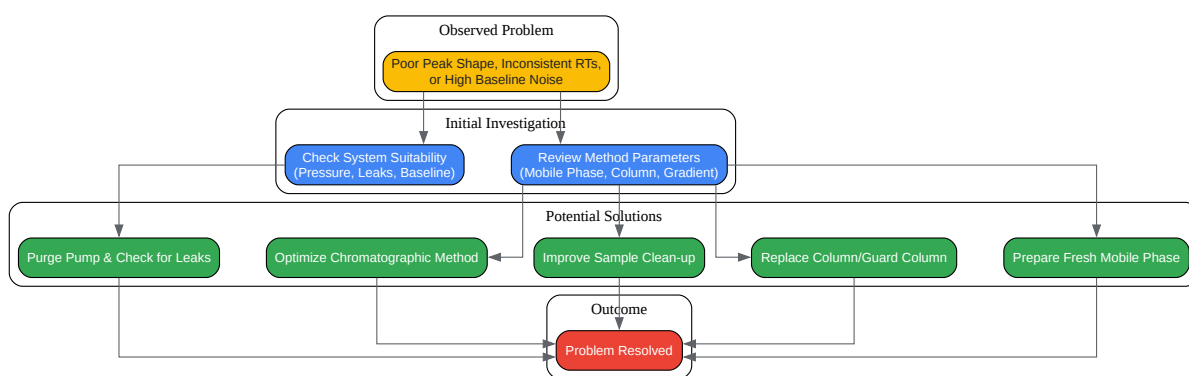 Observed Problem
Poor Peak Shape, Inconsistent RTs,
or High Baseline Noise
Initial Investigation
Check System Suitability
(Pressure, Leaks, Baseline)
Review Method Parameters
(Mobile Phase, Column, Gradient)
Potential Solutions
Purge Pump & Check for Leaks
Optimize Chromatographic Method
Improve Sample Clean-up
Replace Column/Guard Column
Prepare Fresh Mobile Phase
Outcome
Problem Resolved